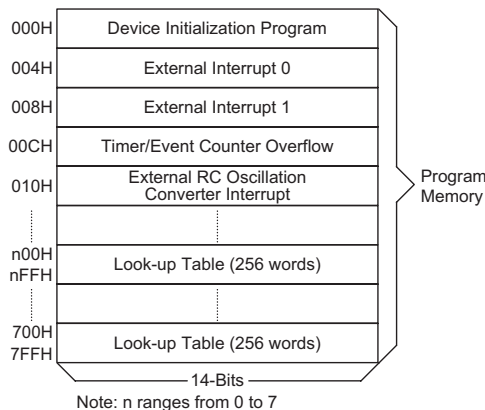 000H Device Initialization Program
004H External Interrupt 0
008H External Interrupt 1
00CH Timer/Event Counter Overflow
010H External RC Oscillation
Converter Interrupt
Program
Memory
n00H
nFFH
Look-up Table (256 words)
700H
7FFH
Look-up Table (256 words)
14-Bits
Note: n ranges from 0 to 7